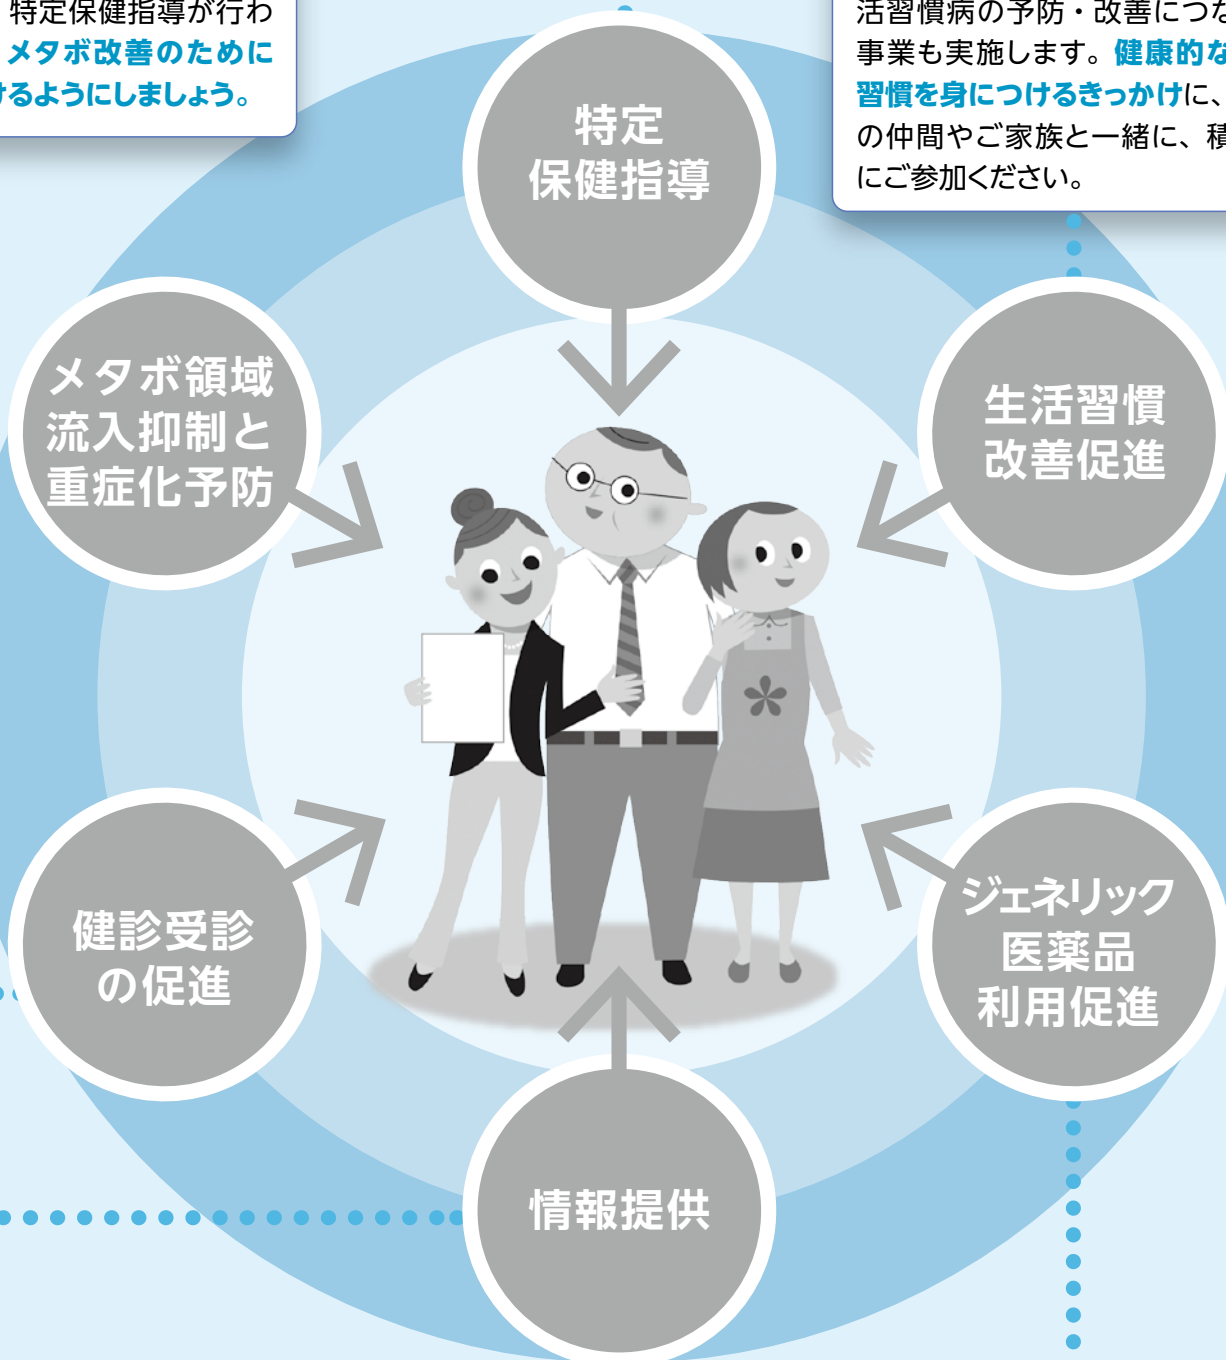 特定保健指導が行わ
メタボ改善のために
けるようにしましょう。
活習慣病の予防・改善につな
事業も実施します。健康的な
習慣を身につけるきっかけに、
の仲間やご家族と一緒に、積
にご参加ください。
特定
保健指導
メタボ領域
流入抑制と
重症化予防
生活習慣
改善促進
健診受診
の促進
ジェネリック
医薬品
利用促進
情報提供